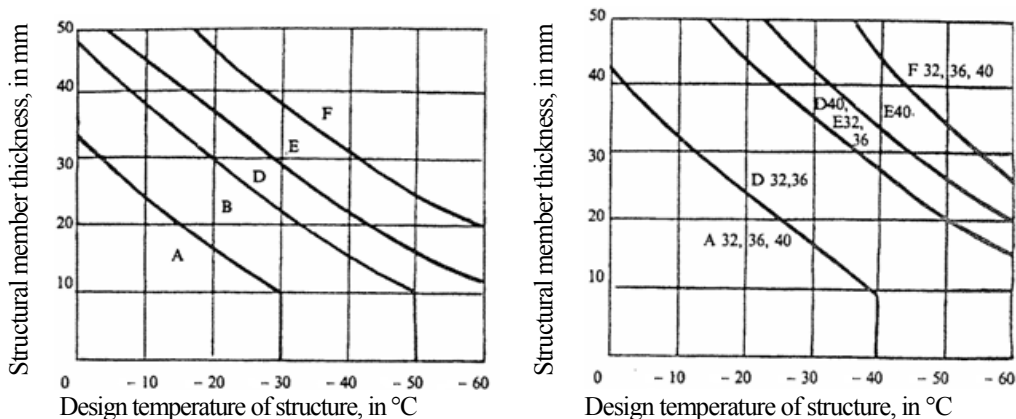 Structural member thickness, in mm
50
40
30
20
10
F
E
D
B
A
0 – 10 – 20 – 30 – 40 – 50 – 60
Design temperature of structure, in °C
Structural member thickness, in mm
50
40
30
20
10
F 32, 36, 40
D40,
E32,
36
E40
D 32,36
A 32, 36, 40
0 – 10 – 20 – 30 – 40 – 50 – 60
Design temperature of structure, in °C